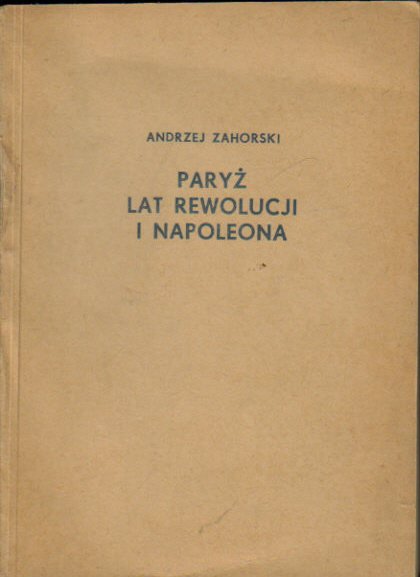 ANDRZEJ ZAHORSKI
PARYŻ
LAT REWOLUCJI
I NAPOLEONA